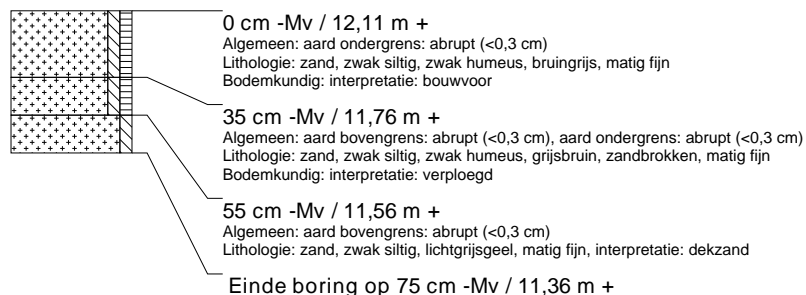 0 cm -Mv / 12,11 m +
Algemeen: aard ondergrens: abrupt (<0,3 cm)
Lithologie: zand, zwak siltig, zwak humeus, bruingrijs, matig fijn
Bodemkundig: interpretatie: bouwvoor
35 cm -Mv / 11,76 m +
Algemeen: aard bovengrens: abrupt (<0,3 cm), aard ondergrens: abrupt (<0,3 cm)
Lithologie: zand, zwak siltig, zwak humeus, grijsbruin, zandbrokken, matig fijn
Bodemkundig: interpretatie: verploegd
55 cm -Mv / 11,56 m +
Algemeen: aard bovengrens: abrupt (<0,3 cm)
Lithologie: zand, zwak siltig, lichtgrijsgeel, matig fijn, interpretatie: dekzand
Einde boring op 75 cm -Mv / 11,36 m +